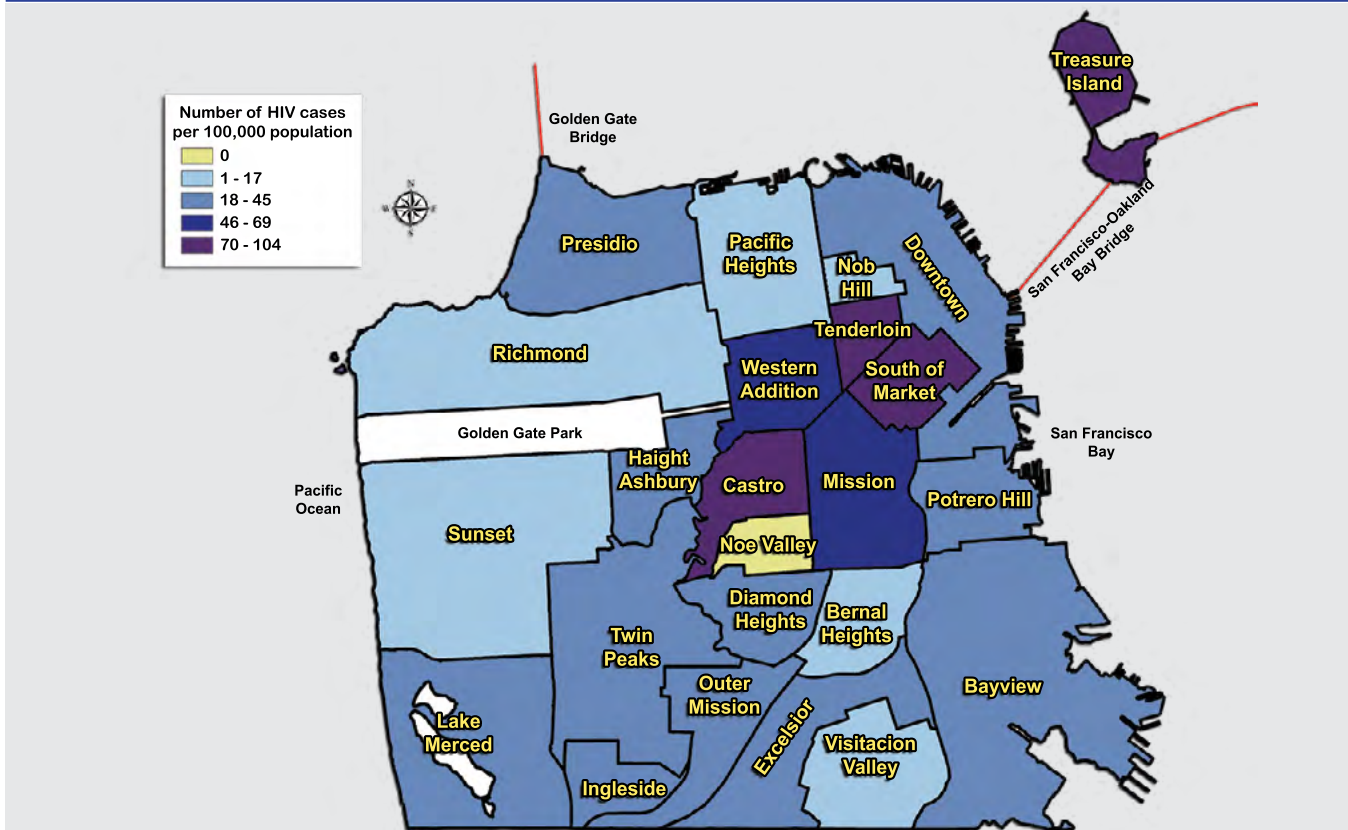 Treasure
Island
Number of HIV cases
per 100,000 population
0
1 - 17
18 - 45
46 - 69
70 - 104
Golden Gate
Bridge
N
W
E
S
San Francisco-Oakland
Bay Bridge
Presidio
Pacific
Heights
Nob
Hill
Downtown
Tenderloin
Richmond
Western
Addition
South of
Market
Golden Gate Park
San Francisco
Bay
Haight
Ashbury
Castro
Mission
Potrero Hill
Pacific
Ocean
Sunset
Noe Valley
Diamond
Heights
Bernal
Heights
Twin
Peaks
Outer
Mission
Bayview
Lake
Merced
Excelsior
Visitacion
Valley
Ingleside